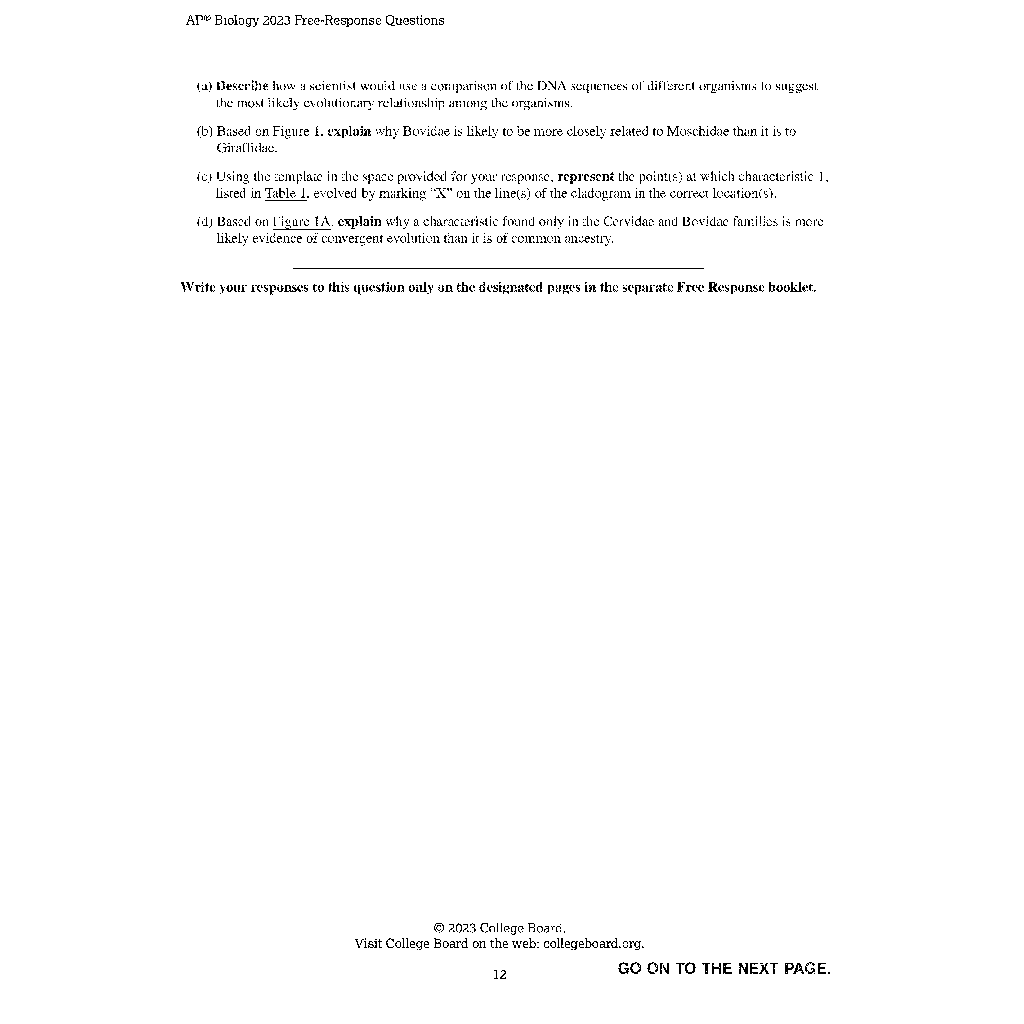 AP® Biology 2023 Free-Response Questions
(a) Describe how a scientist would use a comparison of the DNA sequences of different organisms to suggest
the most likely evolutionary relationship among the organisms.
(b) Based on Figure 1, explain why Bovidae is likely to be more closely related to Moschidae than it is to
Giraffidae.
(c) Using the template in the space provided for your response, represent the point(s) at which characteristic 1,
listed in Table 1, evolved by marking “X” on the line(s) of the cladogram in the correct location(s).
(d) Based on Figure 1A, explain why a characteristic found only in the Cervidae and Bovidae families is more
likely evidence of convergent evolution than it is of common ancestry.
Write your responses to this question only on the designated pages in the separate Free Response booklet.
© 2023 College Board.
Visit College Board on the web: collegeboard.org.
12
GO ON TO THE NEXT PAGE.